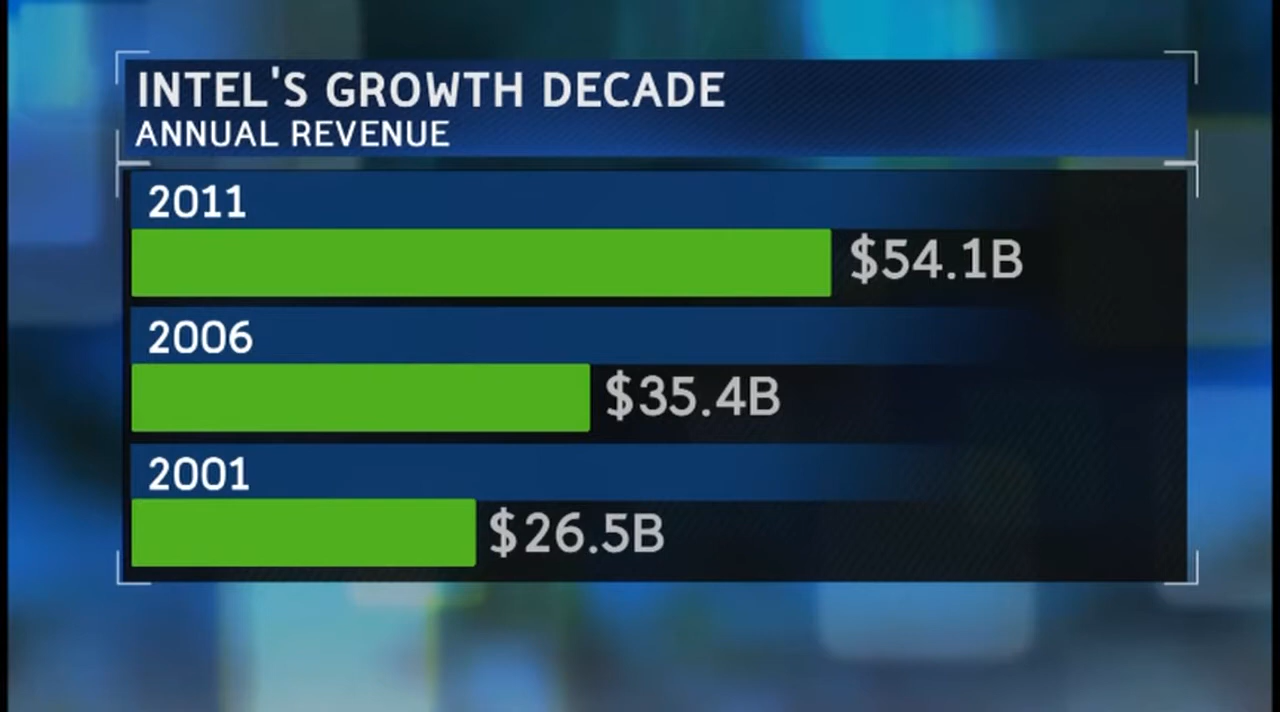 INTEL'S GROWTH DECADE
ANNUAL REVENUE
2011
$54.1B
2006
$35.4B
2001
$26.5B